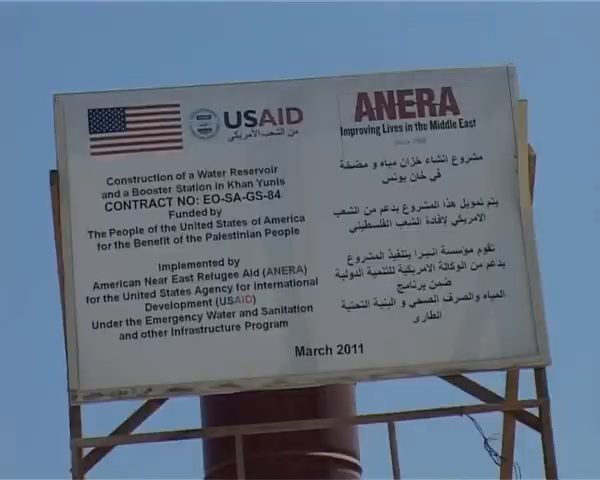 USAID
من الشعب الأمريكي
Construction of a Water Reservoir
and a Booster Station in Khan Yunis
CONTRACT NO: EO-SA-GS-84
Funded by
The People of the United States of America
for the Benefit of the Palestinian People
Implemented by
American Near East Refugee Aid (ANERA)
for the United States Agency for International
Development (USAID)
Under the Emergency Water and Sanitation
and other Infrastructure Program
ANERA
Improving Lives in the Middle East
Since 1968
مشروع إنشاء خزان مياه و مضخة
في خان يونس
يتم تمويل هذا المشروع بدعم من الشعب
الامريكي لإفادة الشعب الفلسطيني
تقوم مؤسسة انيرا بتنفيذ المشروع
بدعم من الوكالة الامريكية للتنمية الدولية
ضمن برنامج
المياه والصرف الصحي و البنية التحتية
الطارئ
March 2011